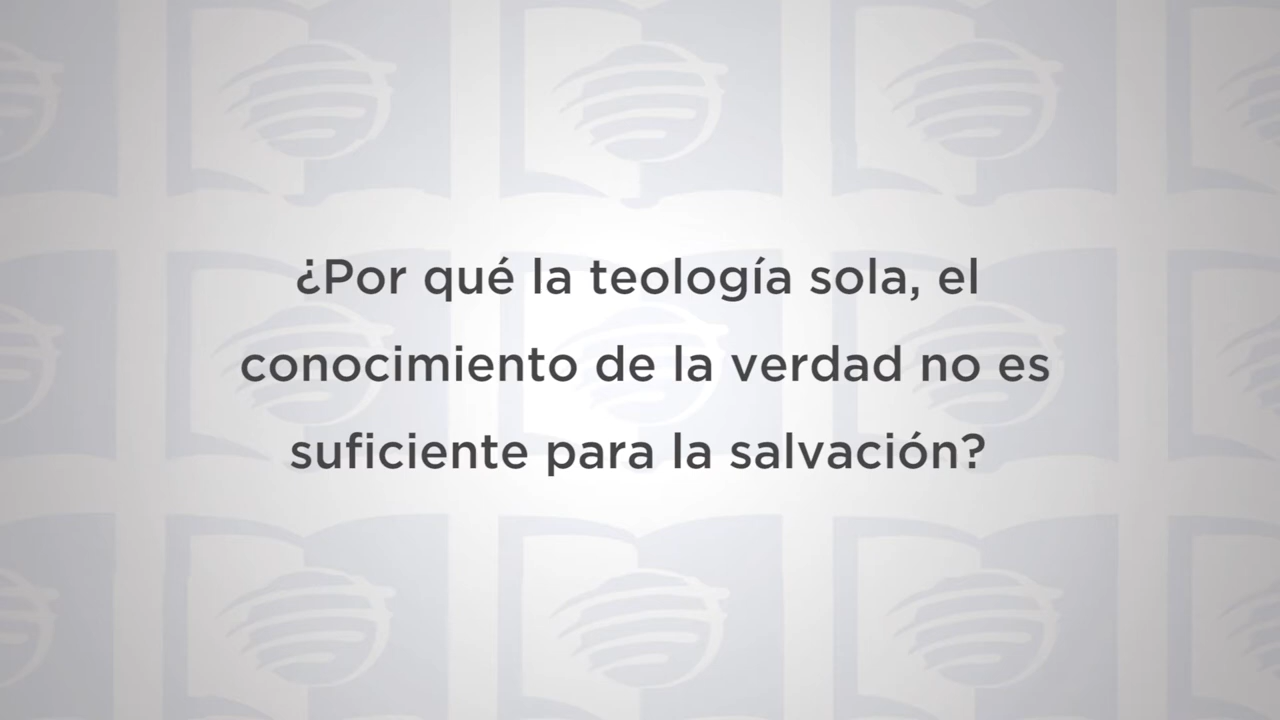 ¿Por qué la teología sola, el
conocimiento de la verdad no es
suficiente para la salvación?